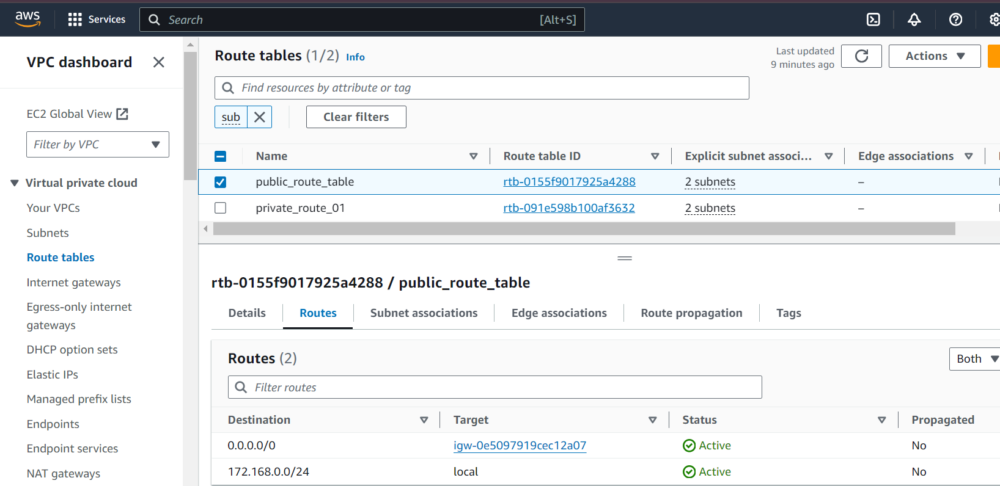 aws
Services
Search
[Alt+S]
VPC dashboard
EC2 Global View
Filter by VPC
Virtual private cloud
Your VPCs
Subnets
Route tables
Internet gateways
Egress-only internet
gateways
DHCP option sets
Elastic IPs
Managed prefix lists
Endpoints
Endpoint services
NAT gateways
Route tables (1/2) Info
Last updated
9 minutes ago
Actions
Find resources by attribute or tag
sub
Clear filters
Name Route table ID Explicit subnet associ... Edge associations
public_route_table rtb-0155f9017925a4288 2 subnets –
private_route_01 rtb-091e598b100af3632 2 subnets –
rtb-0155f9017925a4288 / public_route_table
Details Routes Subnet associations Edge associations Route propagation Tags
Routes (2)
Both
Filter routes
Destination Target Status Propagated
0.0.0.0/0 igw-0e5097919cec12a07 Active No
172.168.0.0/24 local Active No